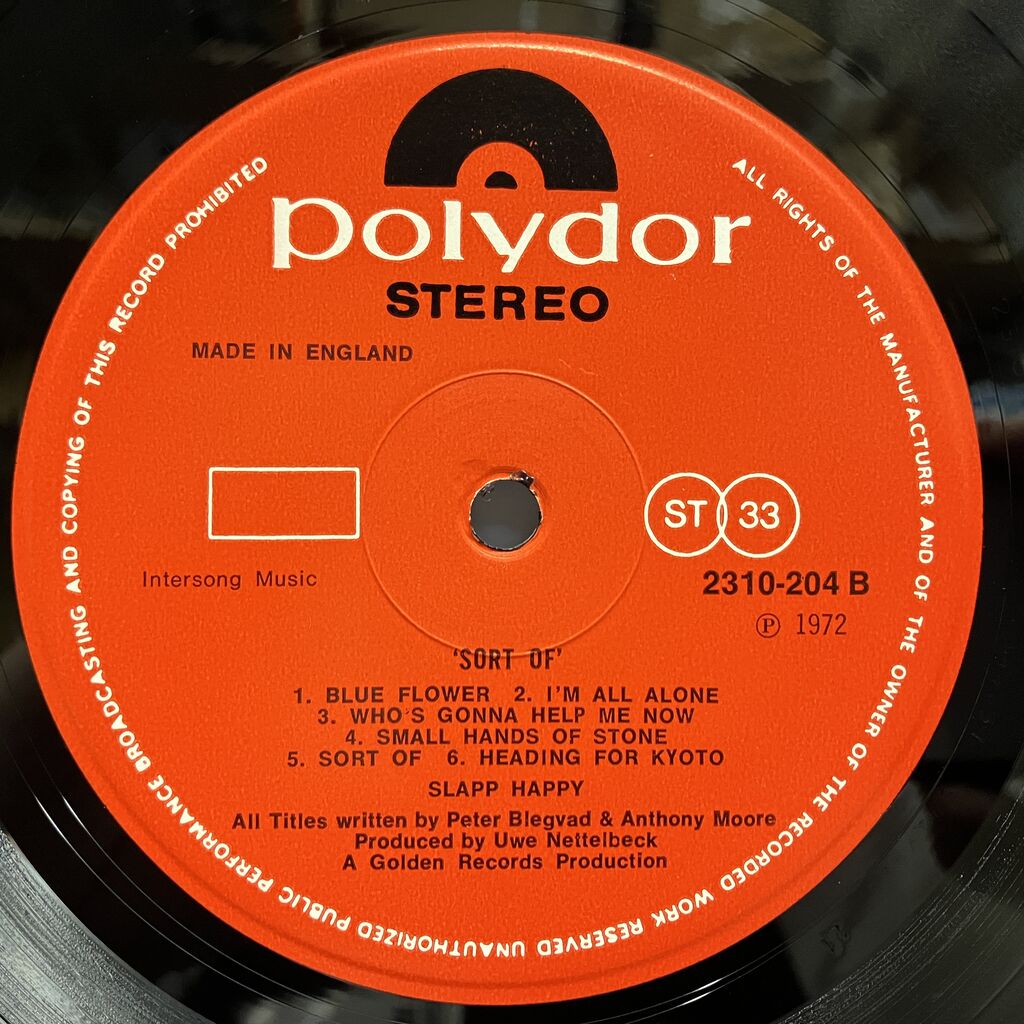 polydor
STEREO
MADE IN ENGLAND
ST 33
Intersong Music
2310-204 B
℗ 1972
'SORT OF'
1. BLUE FLOWER 2. I'M ALL ALONE
3. WHO'S GONNA HELP ME NOW
4. SMALL HANDS OF STONE
5. SORT OF 6. HEADING FOR KYOTO
SLAPP HAPPY
All Titles written by Peter Blegvad & Anthony Moore
Produced by Uwe Nettelbeck
A Golden Records Production
ALL RIGHTS OF THE MANUFACTURER AND OF THE OWNER OF THE RECORDED WORK RESERVED UNAUTHORIZED PUBLIC PERFORMANCE BROADCASTING AND COPYING OF THIS RECORD PROHIBITED